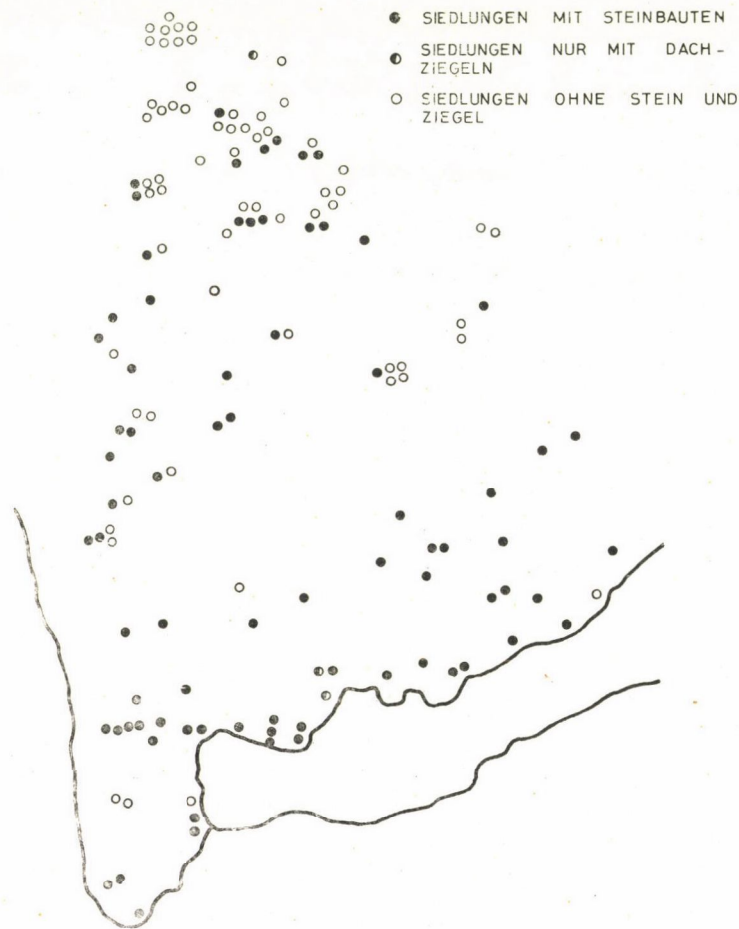 SIEDLUNGEN MIT STEINBAUTEN
SIEDLUNGEN NUR MIT DACH-
ZIEGELN
SIEDLUNGEN OHNE STEIN UND
ZIEGEL